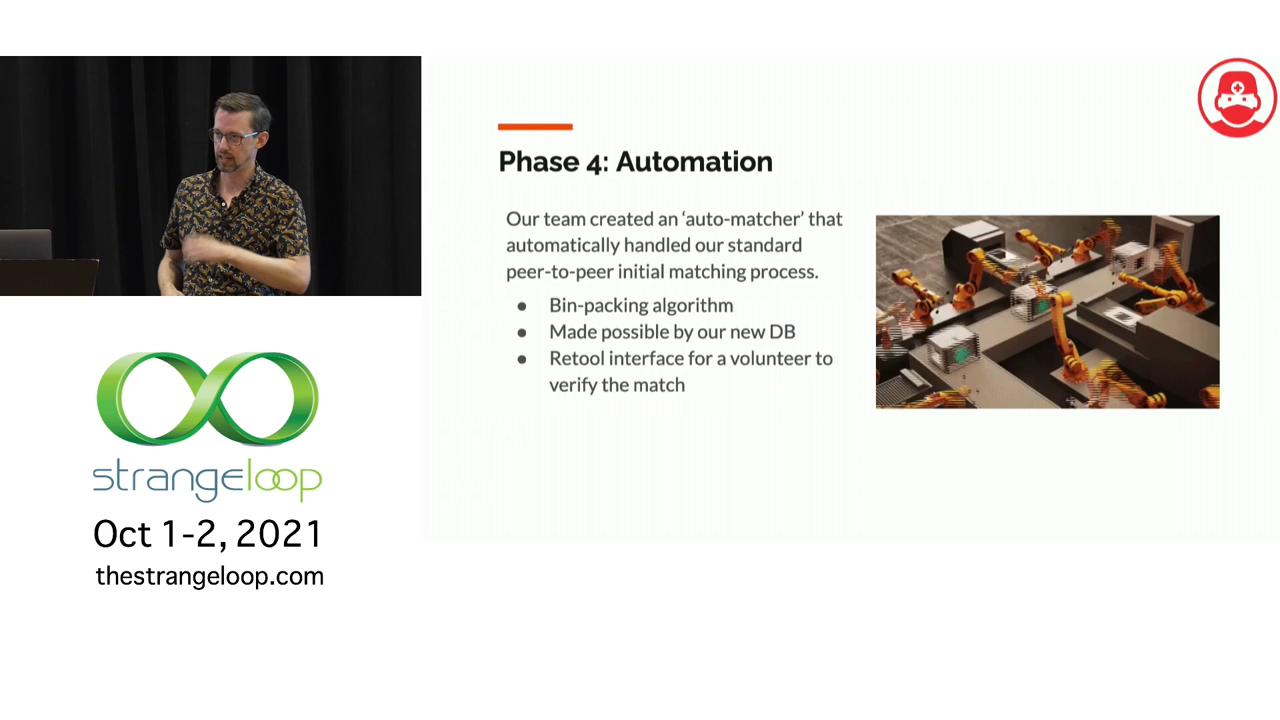 Phase 4: Automation
Our team created an ‘auto-matcher’ that
automatically handled our standard
peer-to-peer initial matching process.
● Bin-packing algorithm
● Made possible by our new DB
● Retool interface for a volunteer to
verify the match
strangeloop
Oct 1-2, 2021
thestrangeloop.com